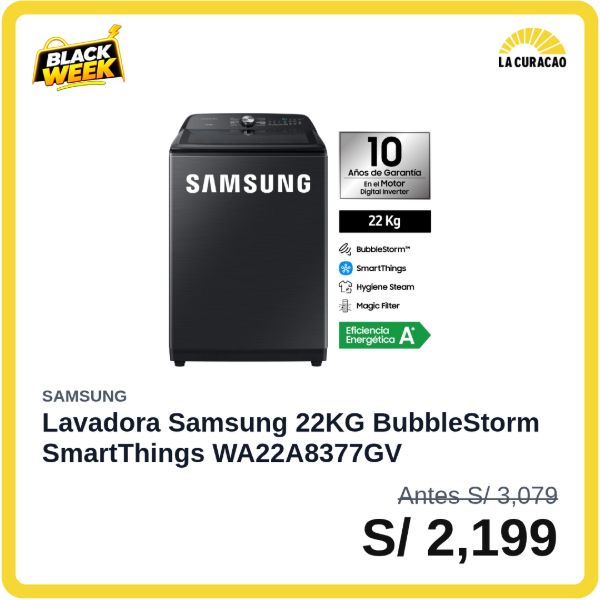 BLACK
WEEK
LA CURACAO
SAMSUNG
10
Años de Garantía
En el Motor
Digital Inverter
22 Kg
BubbleStorm™
SmartThings
Hygiene Steam
Magic Filter
Eficiencia
Energética A+
SAMSUNG
Lavadora Samsung 22KG BubbleStorm
SmartThings WA22A8377GV
Antes S/ 3,079
S/ 2,199